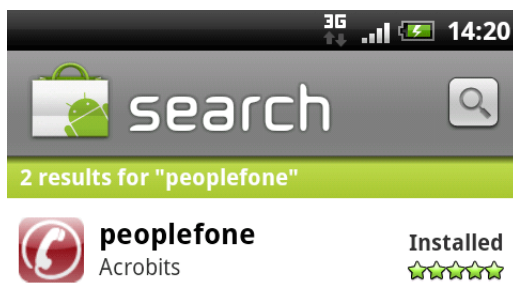 3G 14:20
search
2 results for "peoplefone"
peoplefone
Installed
Acrobits